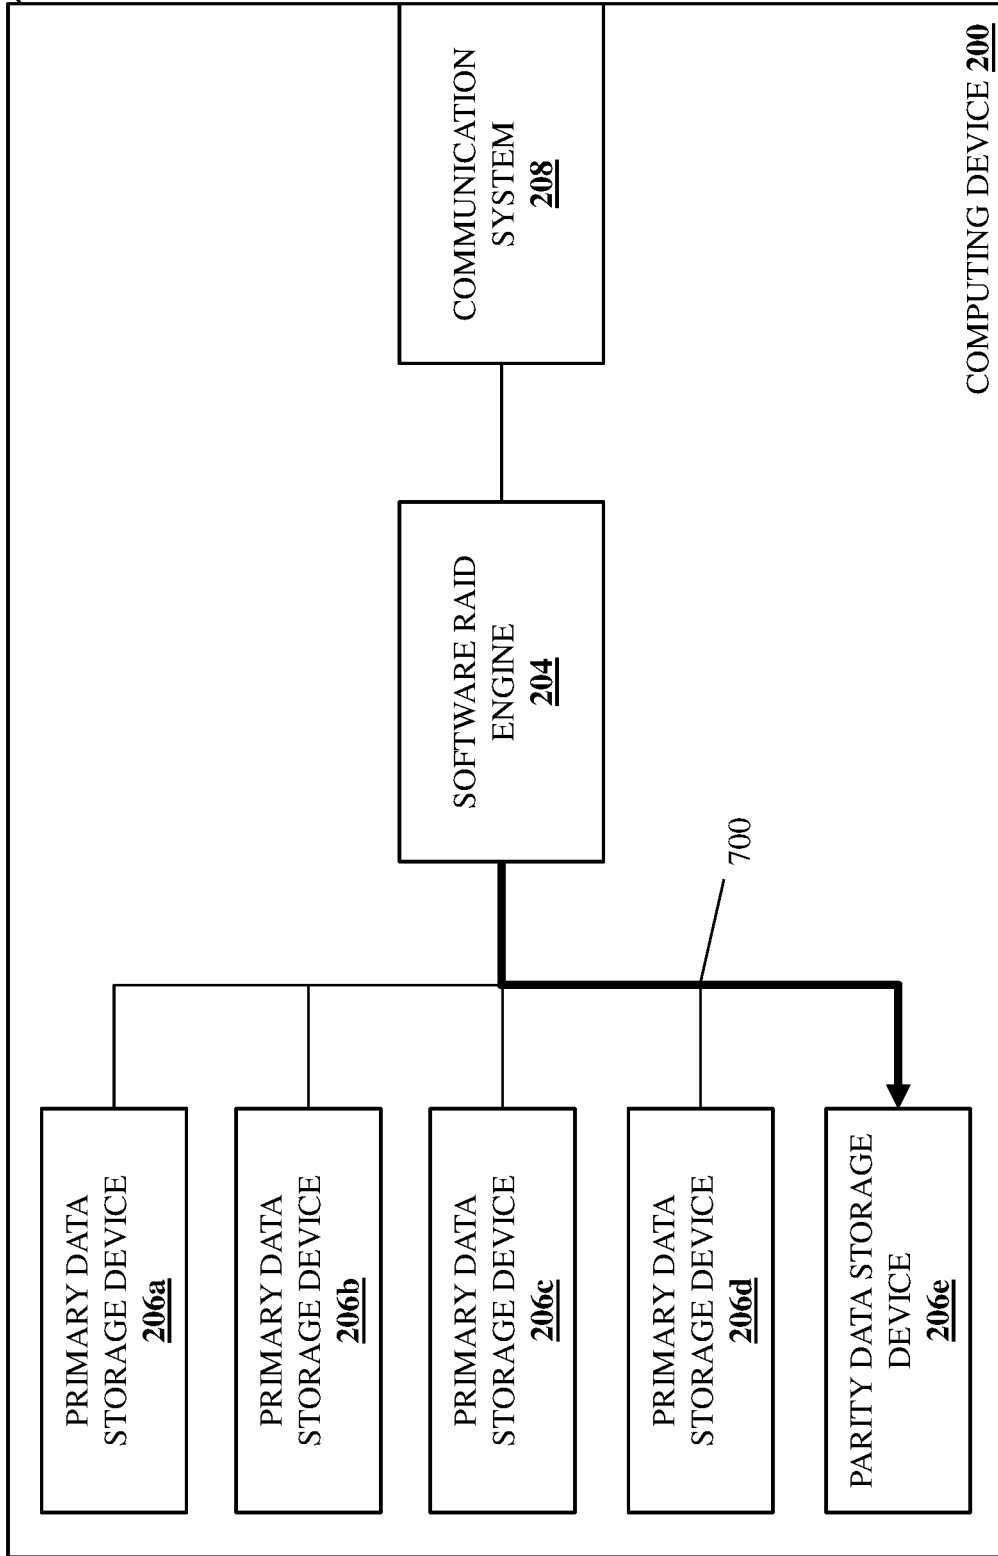 PRIMARY DATA
STORAGE DEVICE
206a
PRIMARY DATA
STORAGE DEVICE
206b
PRIMARY DATA
STORAGE DEVICE
206c
PRIMARY DATA
STORAGE DEVICE
206d
PARITY DATA STORAGE
DEVICE
206e
700
SOFTWARE RAID
ENGINE
204
COMMUNICATION
SYSTEM
208
COMPUTING DEVICE 200